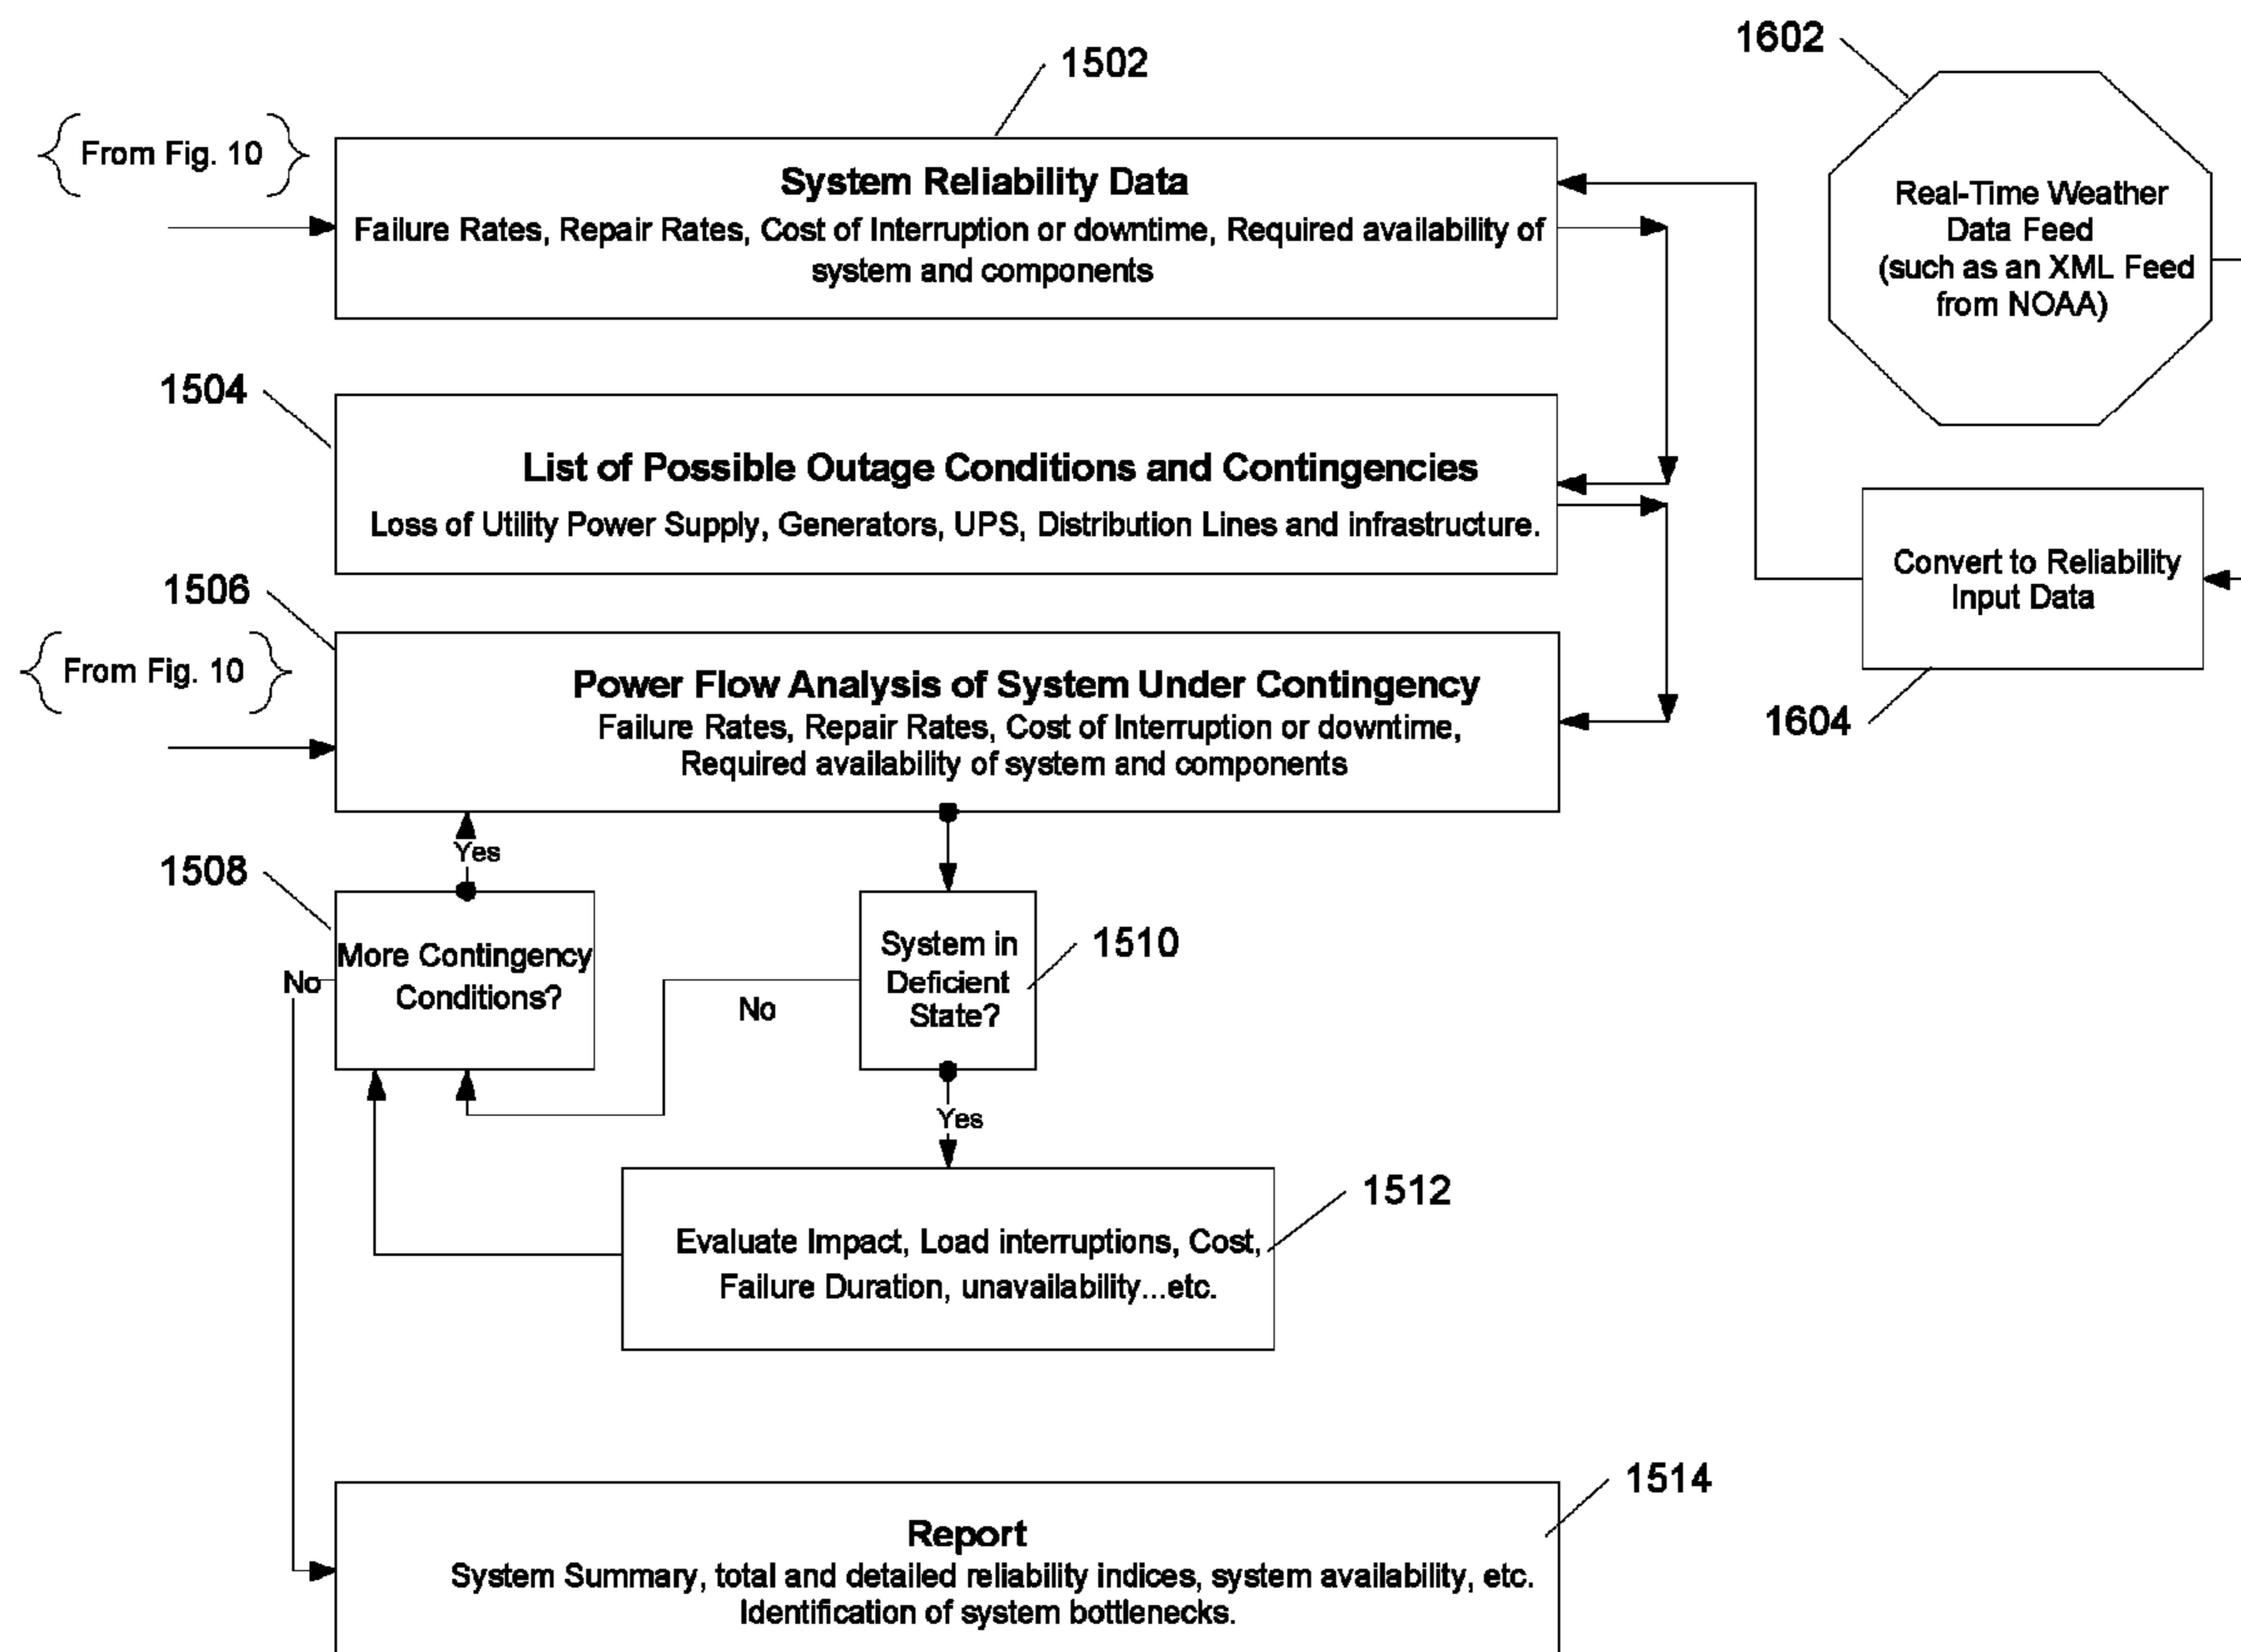 1502
From Fig. 10
System Reliability Data
Failure Rates, Repair Rates, Cost of Interruption or downtime, Required availability of
system and components
1602
Real-Time Weather
Data Feed
(such as an XML Feed
from NOAA)
1504
List of Possible Outage Conditions and Contingencies
Loss of Utility Power Supply, Generators, UPS, Distribution Lines and infrastructure.
Convert to Reliability
Input Data
1604
1506
From Fig. 10
Power Flow Analysis of System Under Contingency
Failure Rates, Repair Rates, Cost of Interruption or downtime,
Required availability of system and components
Yes
1508
More Contingency
Conditions?
No
System in
Deficient
State?
1510
No
Yes
1512
Evaluate Impact, Load interruptions, Cost,
Failure Duration, unavailability...etc.
1514
Report
System Summary, total and detailed reliability indices, system availability, etc.
Identification of system bottlenecks.